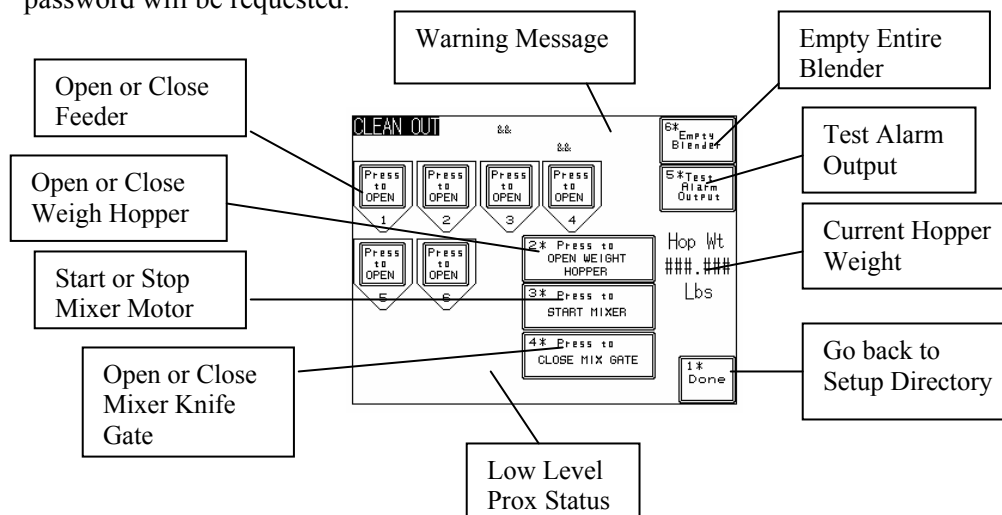 password will be requested.
Warning Message
Empty Entire
Blender
Open or Close
Feeder
Test Alarm
Output
Open or Close
Weigh Hopper
Current Hopper
Weight
Start or Stop
Mixer Motor
Go back to
Setup Directory
Open or Close
Mixer Knife
Gate
Low Level
Prox Status
CLEAN OUT
&&
&&
6*
Empty
Blender
5*Test
Alarm
Output
Press
to
OPEN
1
Press
to
OPEN
2
Press
to
OPEN
3
Press
to
OPEN
4
Press
to
OPEN
5
Press
to
OPEN
6
2* Press to
OPEN WEIGHT
HOPPER
3* Press to
START MIXER
4* Press to
CLOSE MIX GATE
Hop Wt
###.###
Lbs
1*
Done